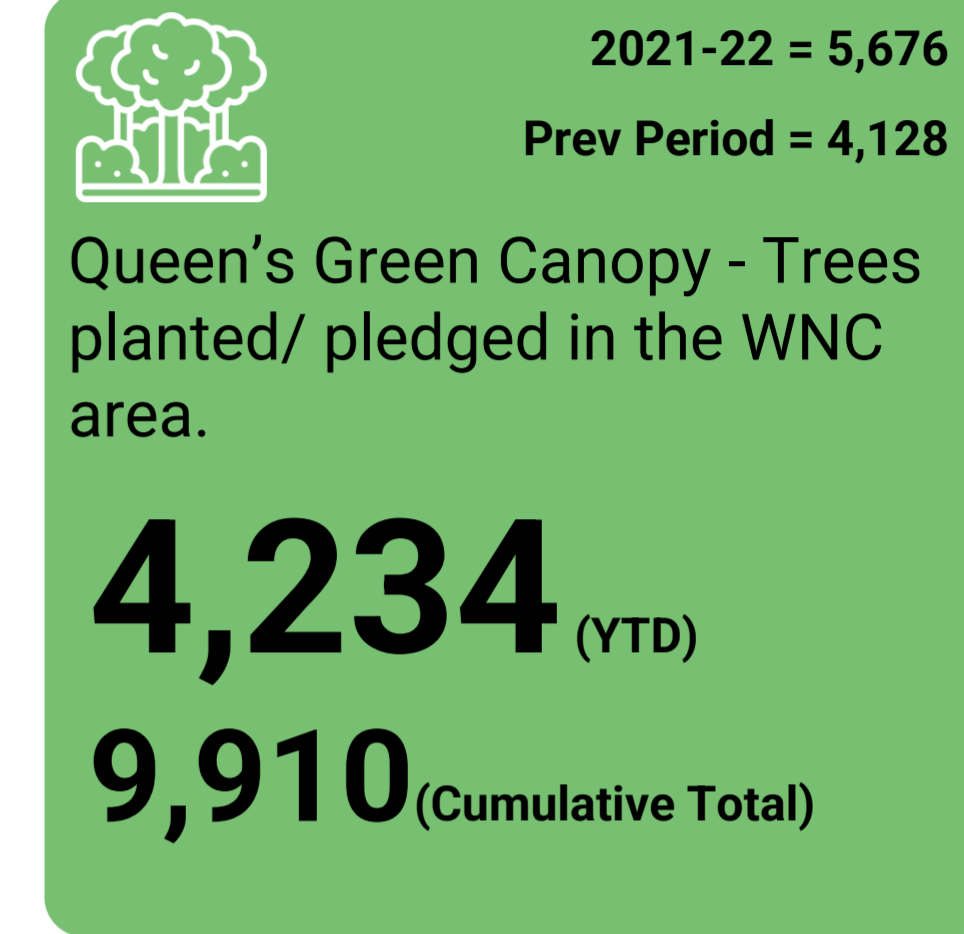 2021-22 = 5,676
Prev Period = 4,128
Queen’s Green Canopy - Trees
planted/ pledged in the WNC
area.
4,234 (YTD)
9,910(Cumulative Total)